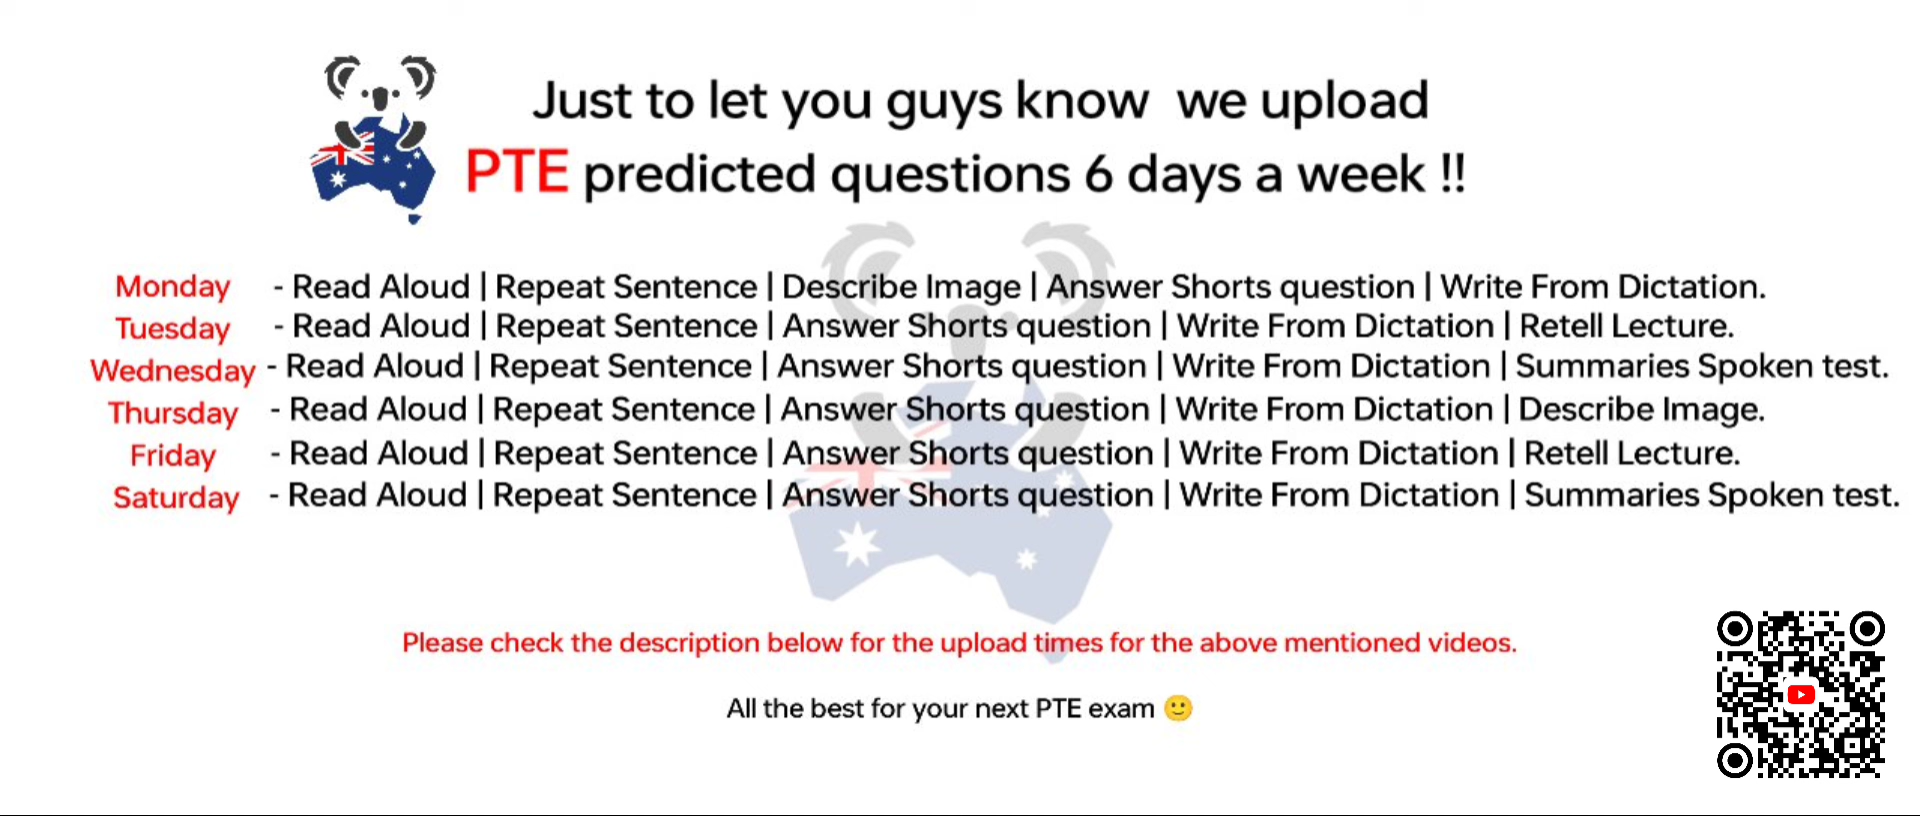 Just to let you guys know we upload
PTE predicted questions 6 days a week !!
Monday - Read Aloud | Repeat Sentence | Describe Image | Answer Shorts question | Write From Dictation.
Tuesday - Read Aloud | Repeat Sentence | Answer Shorts question | Write From Dictation | Retell Lecture.
Wednesday - Read Aloud | Repeat Sentence | Answer Shorts question | Write From Dictation | Summaries Spoken test.
Thursday - Read Aloud | Repeat Sentence | Answer Shorts question | Write From Dictation | Describe Image.
Friday - Read Aloud | Repeat Sentence | Answer Shorts question | Write From Dictation | Retell Lecture.
Saturday - Read Aloud | Repeat Sentence | Answer Shorts question | Write From Dictation | Summaries Spoken test.
Please check the description below for the upload times for the above mentioned videos.
All the best for your next PTE exam 🙂